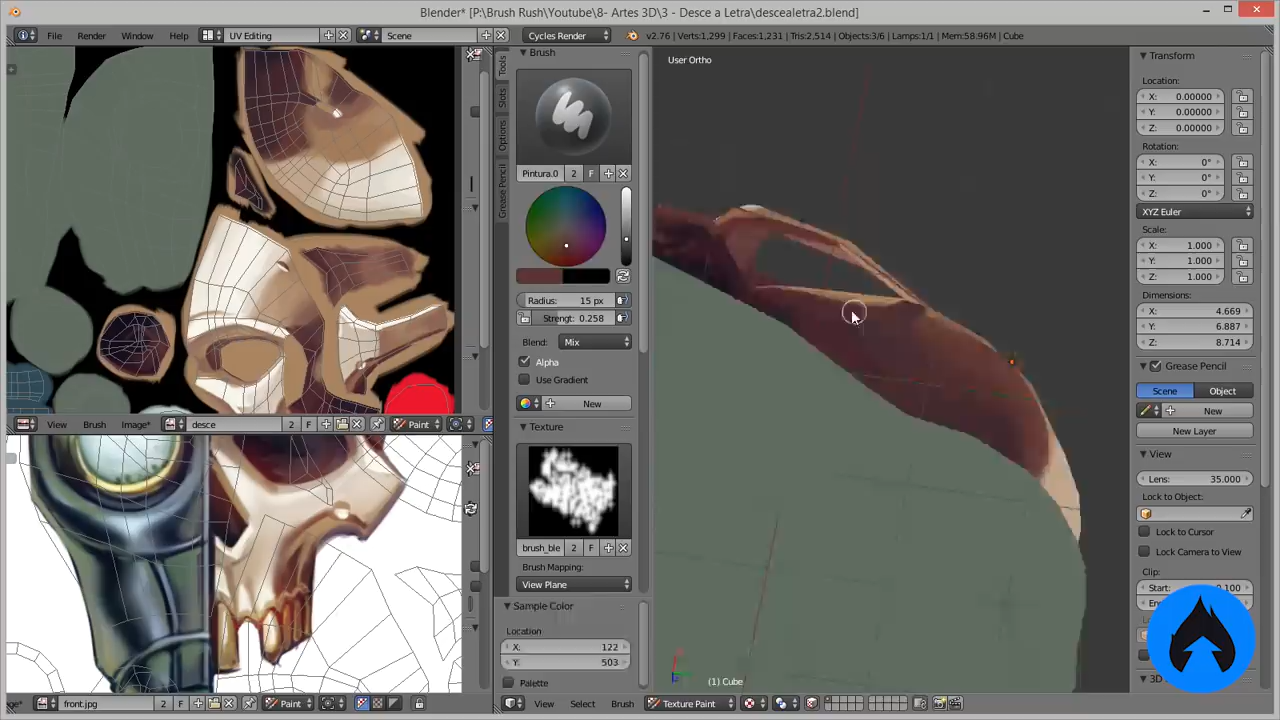 Blender* [P:\Brush Rush\Youtube\8- Artes 3D\3 - Desce a Letra\descealetra2.blend]
File Render Window Help UV Editing Scene Cycles Render v2.76 | Verts:1,299 | Faces:1,231 | Tris:2,514 | Objects:3/6 | Lamps:1/1 | Mem:58.96M | Cube
Tools
Slots
Options
Grease Pencil
Brush
Pintura.0 2 F
Radius: 15 px
Strengt: 0.258
Blend: Mix
Alpha
Use Gradient
New
Texture
brush_ble 2 F
Brush Mapping:
View Plane
Sample Color
Location
X: 122
Y: 503
Palette
User Ortho
(1) Cube
Transform
Location:
X: 0.00000
Y: 0.00000
Z: 0.00000
Rotation:
X: 0°
Y: 0°
Z: 0°
XYZ Euler
Scale:
X: 1.000
Y: 1.000
Z: 1.000
Dimensions:
X: 4.669
Y: 6.887
Z: 8.714
Grease Pencil
Scene Object
New
New Layer
View
Lens: 35.000
Lock to Object:
Lock to Cursor
Lock Camera to View
Clip:
Start: 0.100
View Brush Image* desce 2 F Paint
front.jpg 2 F Paint
View Select Brush Texture Paint